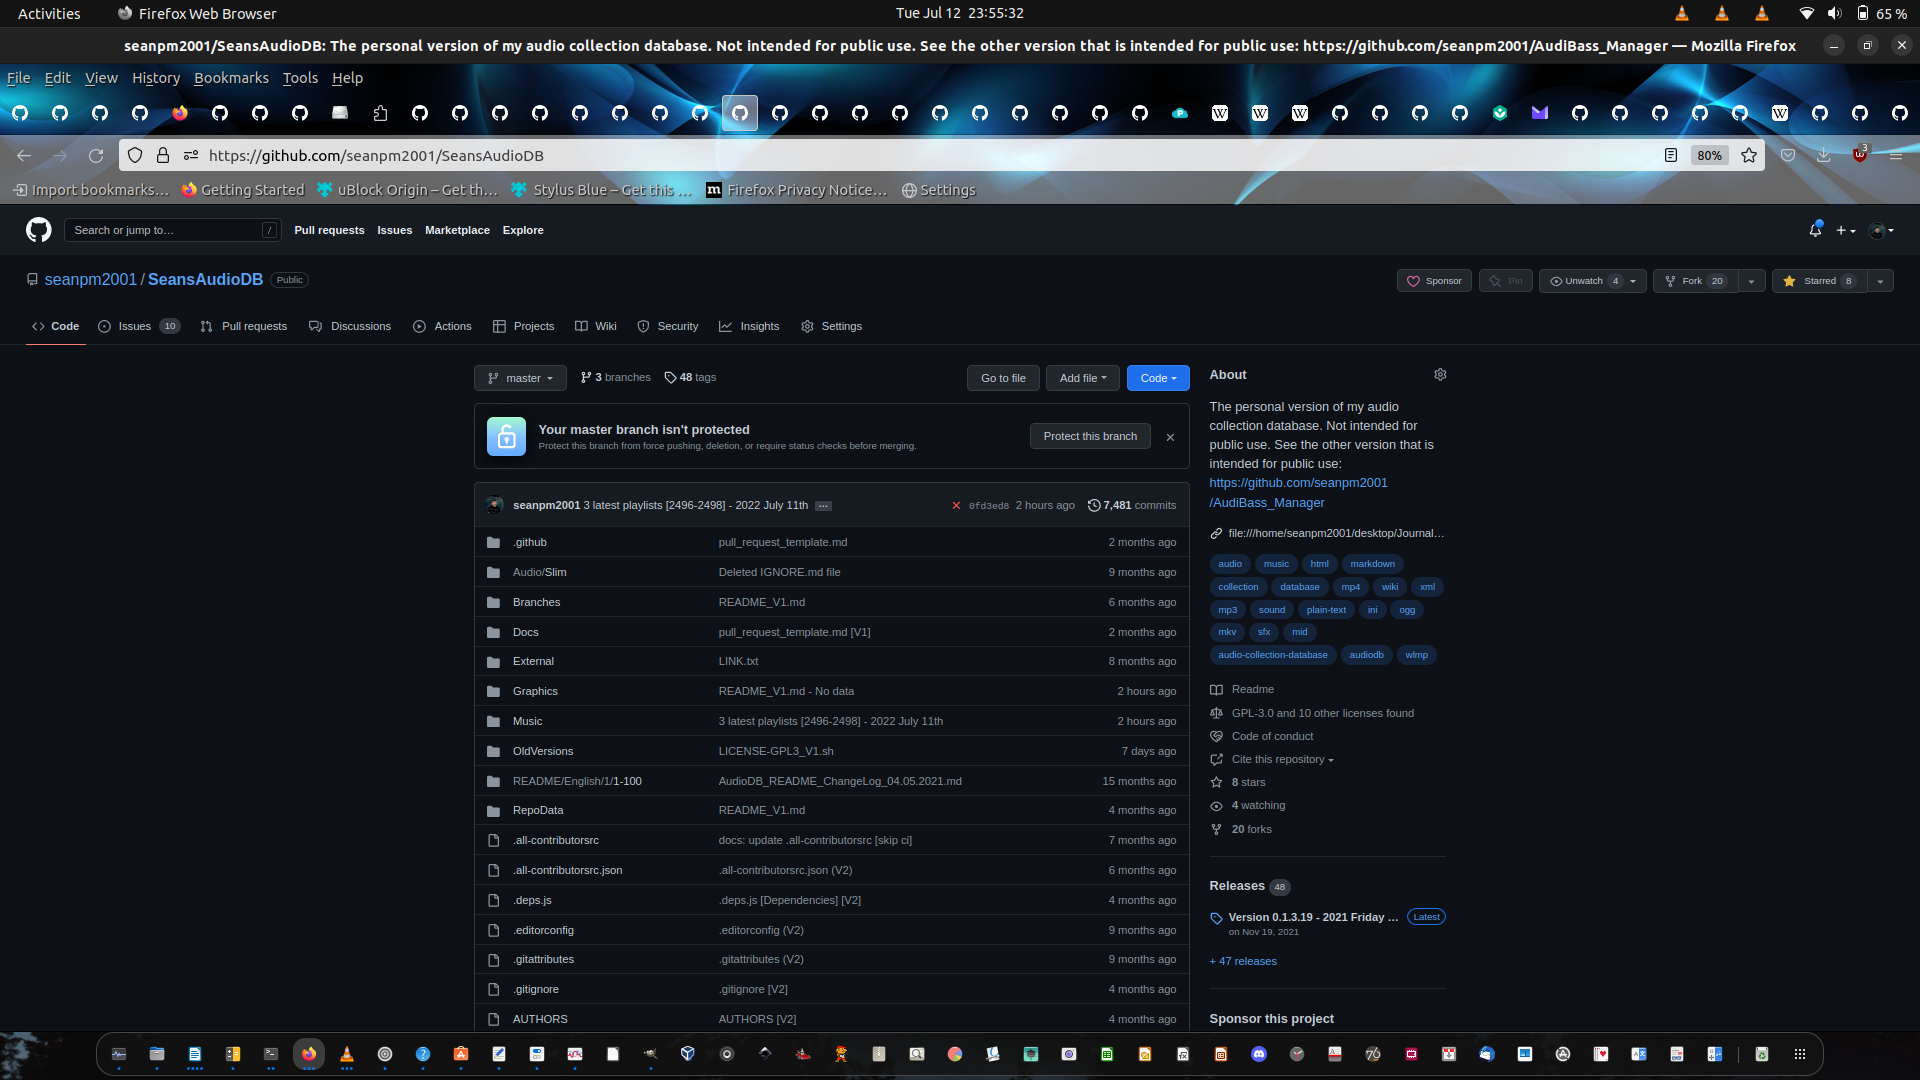 Activities Firefox Web Browser Tue Jul 12 23:55:32 65 %
seanpm2001/SeansAudioDB: The personal version of my audio collection database. Not intended for public use. See the other version that is intended for public use: https://github.com/seanpm2001/AudiBass_Manager — Mozilla Firefox
File Edit View History Bookmarks Tools Help
https://github.com/seanpm2001/SeansAudioDB 80% 3
Import bookmarks… Getting Started uBlock Origin – Get th… Stylus Blue – Get this … Firefox Privacy Notice… Settings
Search or jump to… / Pull requests Issues Marketplace Explore
seanpm2001 / SeansAudioDB Public Sponsor Pin Unwatch 4 Fork 20 Starred 8
Code Issues 10 Pull requests Discussions Actions Projects Wiki Security Insights Settings
master 3 branches 48 tags Go to file Add file Code
Your master branch isn't protected
Protect this branch from force pushing, deletion, or require status checks before merging.
Protect this branch
seanpm2001 3 latest playlists [2496-2498] - 2022 July 11th … 0fd3ed8 2 hours ago 7,481 commits
.github pull_request_template.md 2 months ago
Audio/Slim Deleted IGNORE.md file 9 months ago
Branches README_V1.md 6 months ago
Docs pull_request_template.md [V1] 2 months ago
External LINK.txt 8 months ago
Graphics README_V1.md - No data 2 hours ago
Music 3 latest playlists [2496-2498] - 2022 July 11th 2 hours ago
OldVersions LICENSE-GPL3_V1.sh 7 days ago
README/English/1/1-100 AudioDB_README_ChangeLog_04.05.2021.md 15 months ago
RepoData README_V1.md 4 months ago
.all-contributorsrc docs: update .all-contributorsrc [skip ci] 7 months ago
.all-contributorsrc.json .all-contributorsrc.json (V2) 6 months ago
.deps.js .deps.js [Dependencies] [V2] 4 months ago
.editorconfig .editorconfig (V2) 9 months ago
.gitattributes .gitattributes (V2) 9 months ago
.gitignore .gitignore [V2] 4 months ago
AUTHORS AUTHORS [V2] 4 months ago
About
The personal version of my audio
collection database. Not intended for
public use. See the other version that is
intended for public use:
https://github.com/seanpm2001
/AudiBass_Manager
file:///home/seanpm2001/desktop/Journal…
audio music html markdown
collection database mp4 wiki xml
mp3 sound plain-text ini ogg
mkv sfx mid
audio-collection-database audiodb wlmp
Readme
GPL-3.0 and 10 other licenses found
Code of conduct
Cite this repository
8 stars
4 watching
20 forks
Releases 48
Version 0.1.3.19 - 2021 Friday … Latest
on Nov 19, 2021
+ 47 releases
Sponsor this project